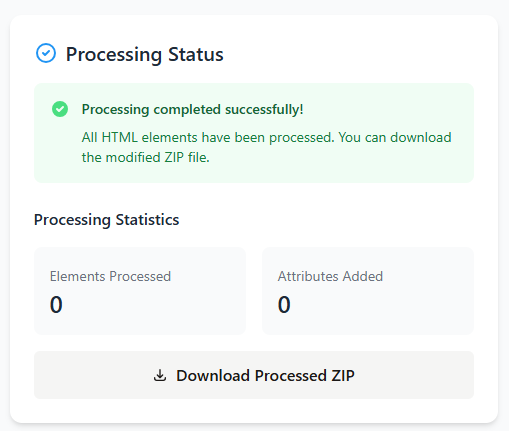 Processing Status
Processing completed successfully!
All HTML elements have been processed. You can download
the modified ZIP file.
Processing Statistics
Elements Processed
0
Attributes Added
0
Download Processed ZIP